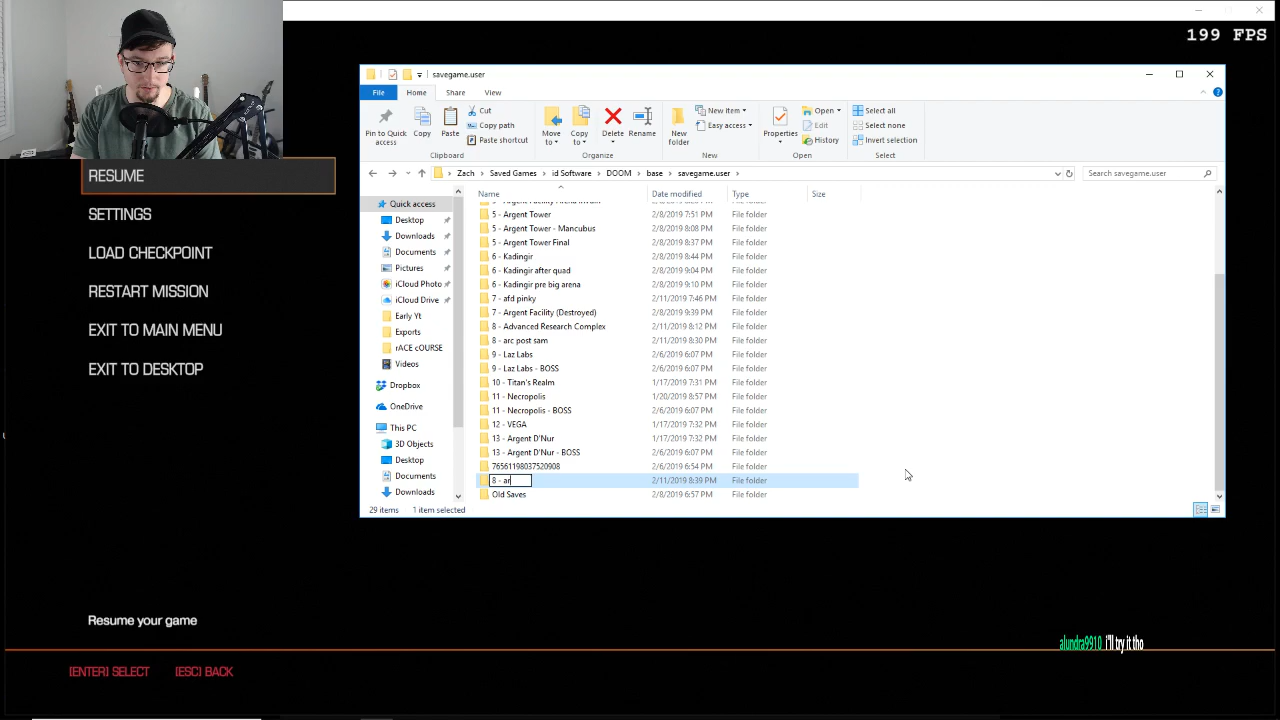 199 FPS
savegame.user
File
Home
Share
View
Pin to Quick access
Copy
Paste
Cut
Copy path
Paste shortcut
Clipboard
Move to
Copy to
Delete
Rename
Organize
New folder
New item
Easy access
New
Properties
Open
Edit
History
Open
Select all
Select none
Invert selection
Select
Zach > Saved Games > id Software > DOOM > base > savegame.user >
Search savegame.user
Name Date modified Type Size
5 - Argent Tower 2/8/2019 7:51 PM File folder
5 - Argent Tower - Mancubus 2/8/2019 8:08 PM File folder
5 - Argent Tower Final 2/8/2019 8:37 PM File folder
6 - Kadingir 2/8/2019 8:44 PM File folder
6 - Kadingir after quad 2/8/2019 9:04 PM File folder
6 - Kadingir pre big arena 2/8/2019 9:10 PM File folder
7 - afd pinky 2/11/2019 7:46 PM File folder
7 - Argent Facility (Destroyed) 2/8/2019 9:39 PM File folder
8 - Advanced Research Complex 2/11/2019 8:12 PM File folder
8 - arc post sam 2/11/2019 8:30 PM File folder
9 - Laz Labs 2/6/2019 6:07 PM File folder
9 - Laz Labs - BOSS 2/6/2019 6:07 PM File folder
10 - Titan's Realm 1/17/2019 7:31 PM File folder
11 - Necropolis 1/20/2019 8:57 PM File folder
11 - Necropolis - BOSS 2/6/2019 6:07 PM File folder
12 - VEGA 1/17/2019 7:32 PM File folder
13 - Argent D'Nur 1/17/2019 7:32 PM File folder
13 - Argent D'Nur - BOSS 2/6/2019 6:07 PM File folder
76561198037520908 2/6/2019 6:54 PM File folder
8 - ar 2/11/2019 8:39 PM File folder
Old Saves 2/8/2019 6:57 PM File folder
Quick access
Desktop
Downloads
Documents
Pictures
iCloud Photo
iCloud Drive
Early Yt
Exports
rACE cOURSE
Videos
Dropbox
OneDrive
This PC
3D Objects
Desktop
Documents
Downloads
29 items 1 item selected
RESUME
SETTINGS
LOAD CHECKPOINT
RESTART MISSION
EXIT TO MAIN MENU
EXIT TO DESKTOP
Resume your game
alundra9910 i'll try it tho
[ENTER] SELECT [ESC] BACK